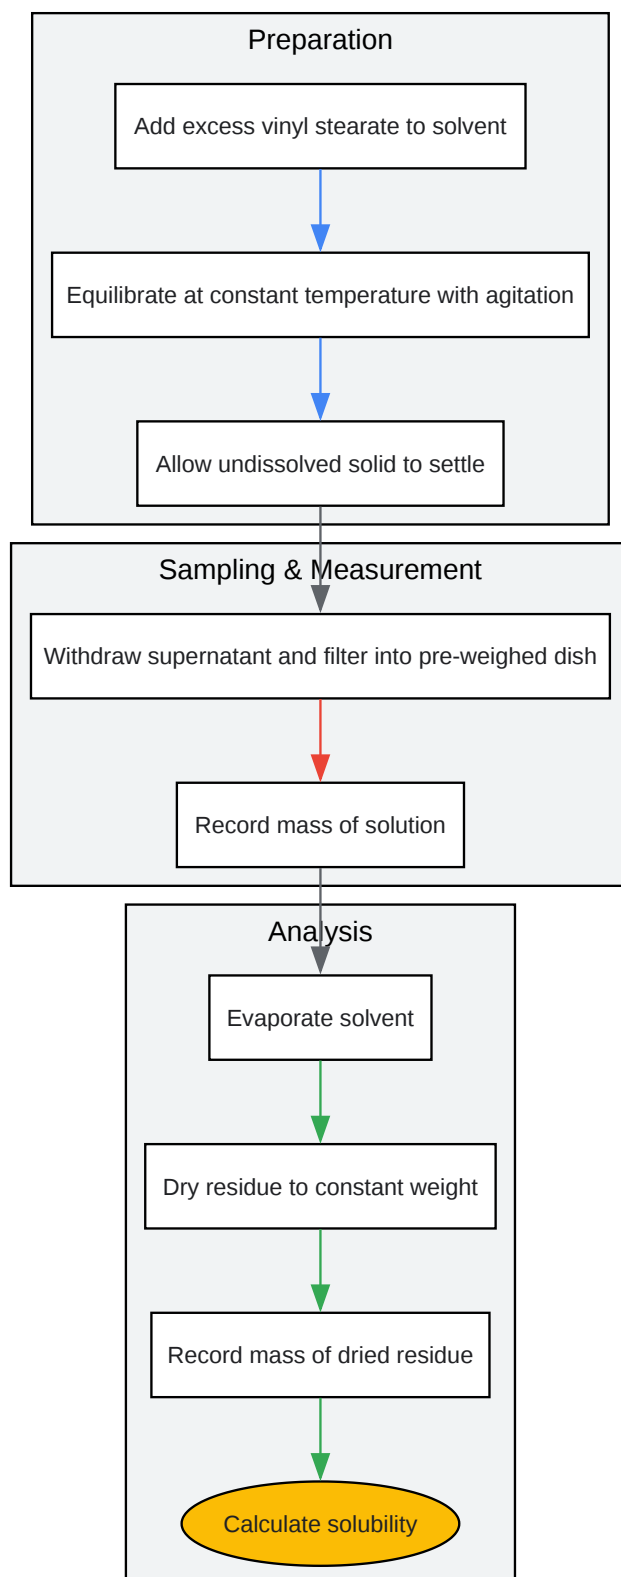 Preparation
Add excess vinyl stearate to solvent
Equilibrate at constant temperature with agitation
Allow undissolved solid to settle
Sampling & Measurement
Withdraw supernatant and filter into pre-weighed dish
Record mass of solution
Analysis
Evaporate solvent
Dry residue to constant weight
Record mass of dried residue
Calculate solubility